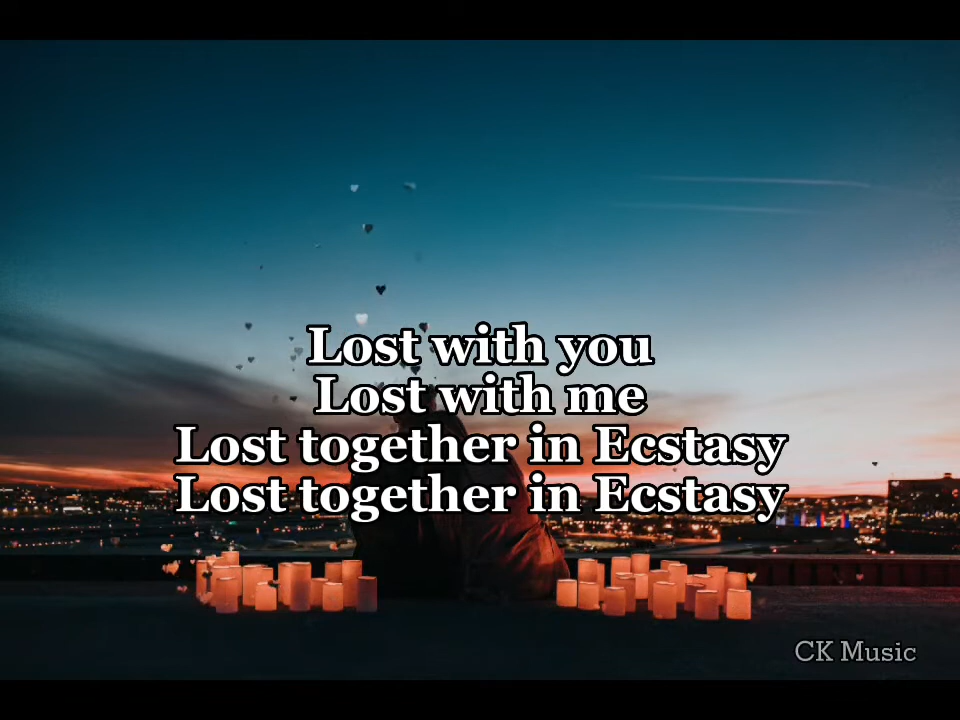 Lost with you
Lost with me
Lost together in Ecstasy
Lost together in Ecstasy
CK Music